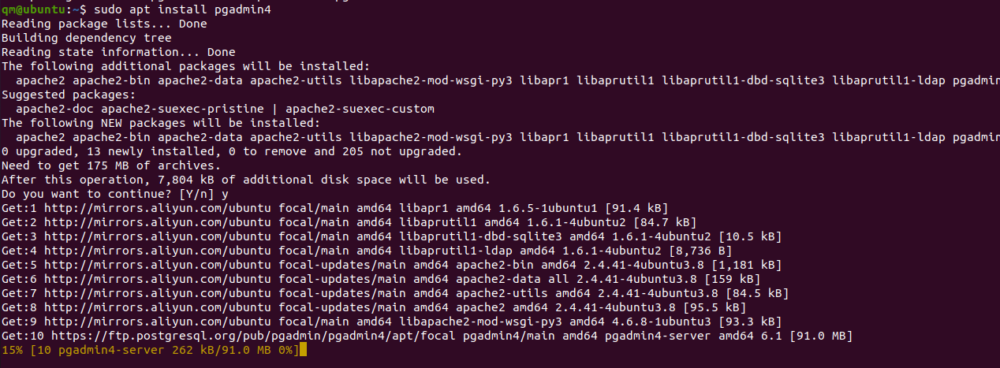 qm@ubuntu:~$ sudo apt install pgadmin4
Reading package lists... Done
Building dependency tree
Reading state information... Done
The following additional packages will be installed:
  apache2 apache2-bin apache2-data apache2-utils libapache2-mod-wsgi-py3 libapr1 libaprutil1 libaprutil1-dbd-sqlite3 libaprutil1-ldap pgadmin
Suggested packages:
  apache2-doc apache2-suexec-pristine | apache2-suexec-custom
The following NEW packages will be installed:
  apache2 apache2-bin apache2-data apache2-utils libapache2-mod-wsgi-py3 libapr1 libaprutil1 libaprutil1-dbd-sqlite3 libaprutil1-ldap pgadmin
0 upgraded, 13 newly installed, 0 to remove and 205 not upgraded.
Need to get 175 MB of archives.
After this operation, 7,804 kB of additional disk space will be used.
Do you want to continue? [Y/n] y
Get:1 http://mirrors.aliyun.com/ubuntu focal/main amd64 libapr1 amd64 1.6.5-1ubuntu1 [91.4 kB]
Get:2 http://mirrors.aliyun.com/ubuntu focal/main amd64 libaprutil1 amd64 1.6.1-4ubuntu2 [84.7 kB]
Get:3 http://mirrors.aliyun.com/ubuntu focal/main amd64 libaprutil1-dbd-sqlite3 amd64 1.6.1-4ubuntu2 [10.5 kB]
Get:4 http://mirrors.aliyun.com/ubuntu focal/main amd64 libaprutil1-ldap amd64 1.6.1-4ubuntu2 [8,736 B]
Get:5 http://mirrors.aliyun.com/ubuntu focal-updates/main amd64 apache2-bin amd64 2.4.41-4ubuntu3.8 [1,181 kB]
Get:6 http://mirrors.aliyun.com/ubuntu focal-updates/main amd64 apache2-data all 2.4.41-4ubuntu3.8 [159 kB]
Get:7 http://mirrors.aliyun.com/ubuntu focal-updates/main amd64 apache2-utils amd64 2.4.41-4ubuntu3.8 [84.5 kB]
Get:8 http://mirrors.aliyun.com/ubuntu focal-updates/main amd64 apache2 amd64 2.4.41-4ubuntu3.8 [95.5 kB]
Get:9 http://mirrors.aliyun.com/ubuntu focal/main amd64 libapache2-mod-wsgi-py3 amd64 4.6.8-1ubuntu3 [93.3 kB]
Get:10 https://ftp.postgresql.org/pub/pgadmin/pgadmin4/apt/focal pgadmin4/main amd64 pgadmin4-server amd64 6.1 [91.0 MB]
15% [10 pgadmin4-server 262 kB/91.0 MB 0%]